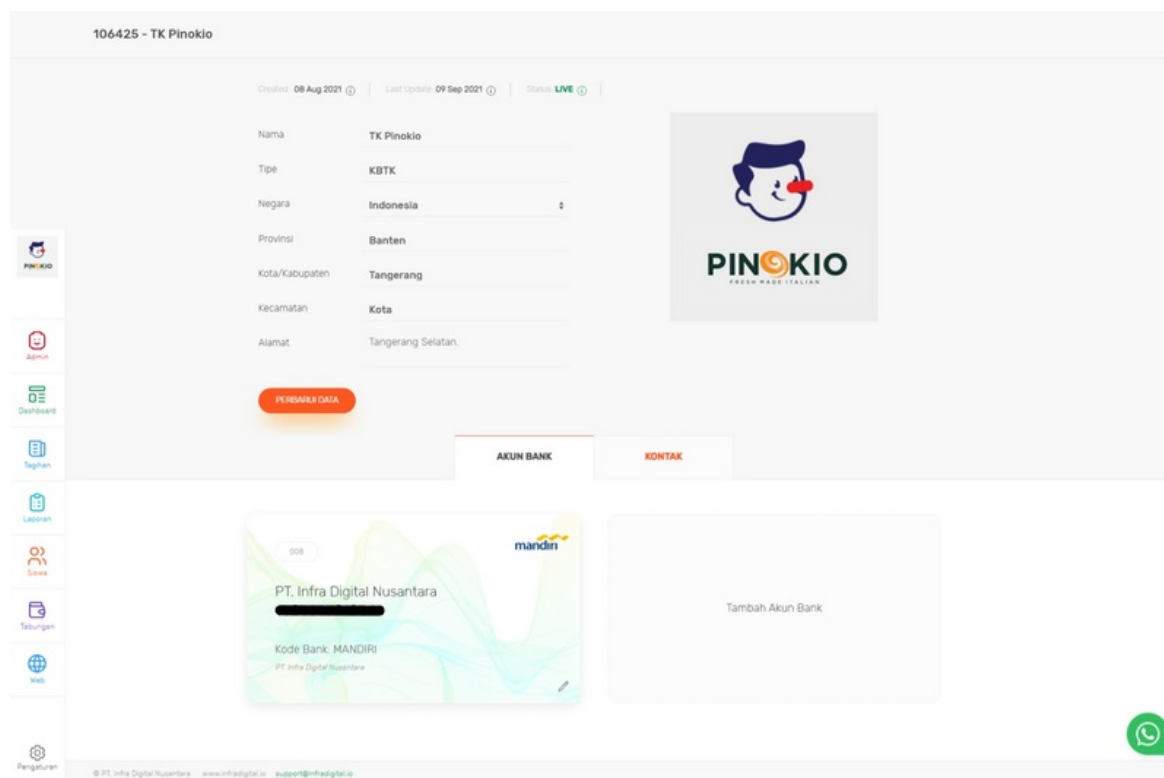 106425 - TK Pinokio
Created: 08 Aug 2021 Last Update: 09 Sep 2021 Status: LIVE
Nama TK Pinokio
Tipe KBTK
Negara Indonesia
Provinsi Banten
Kota/Kabupaten Tangerang
Kecamatan Kota
Alamat Tangerang Selatan.
PERBARUI DATA
PINOKIO
FRESH MADE ITALIAN
PINOKIO
Admin
Dashboard
Tagihan
Laporan
Siswa
Tabungan
Web
Pengaturan
AKUN BANK KONTAK
008
mandiri
PT. Infra Digital Nusantara
Kode Bank: MANDIRI
PT. Infra Digital Nusantara
Tambah Akun Bank
© PT. Infra Digital Nusantara www.infradigital.io support@infradigital.io